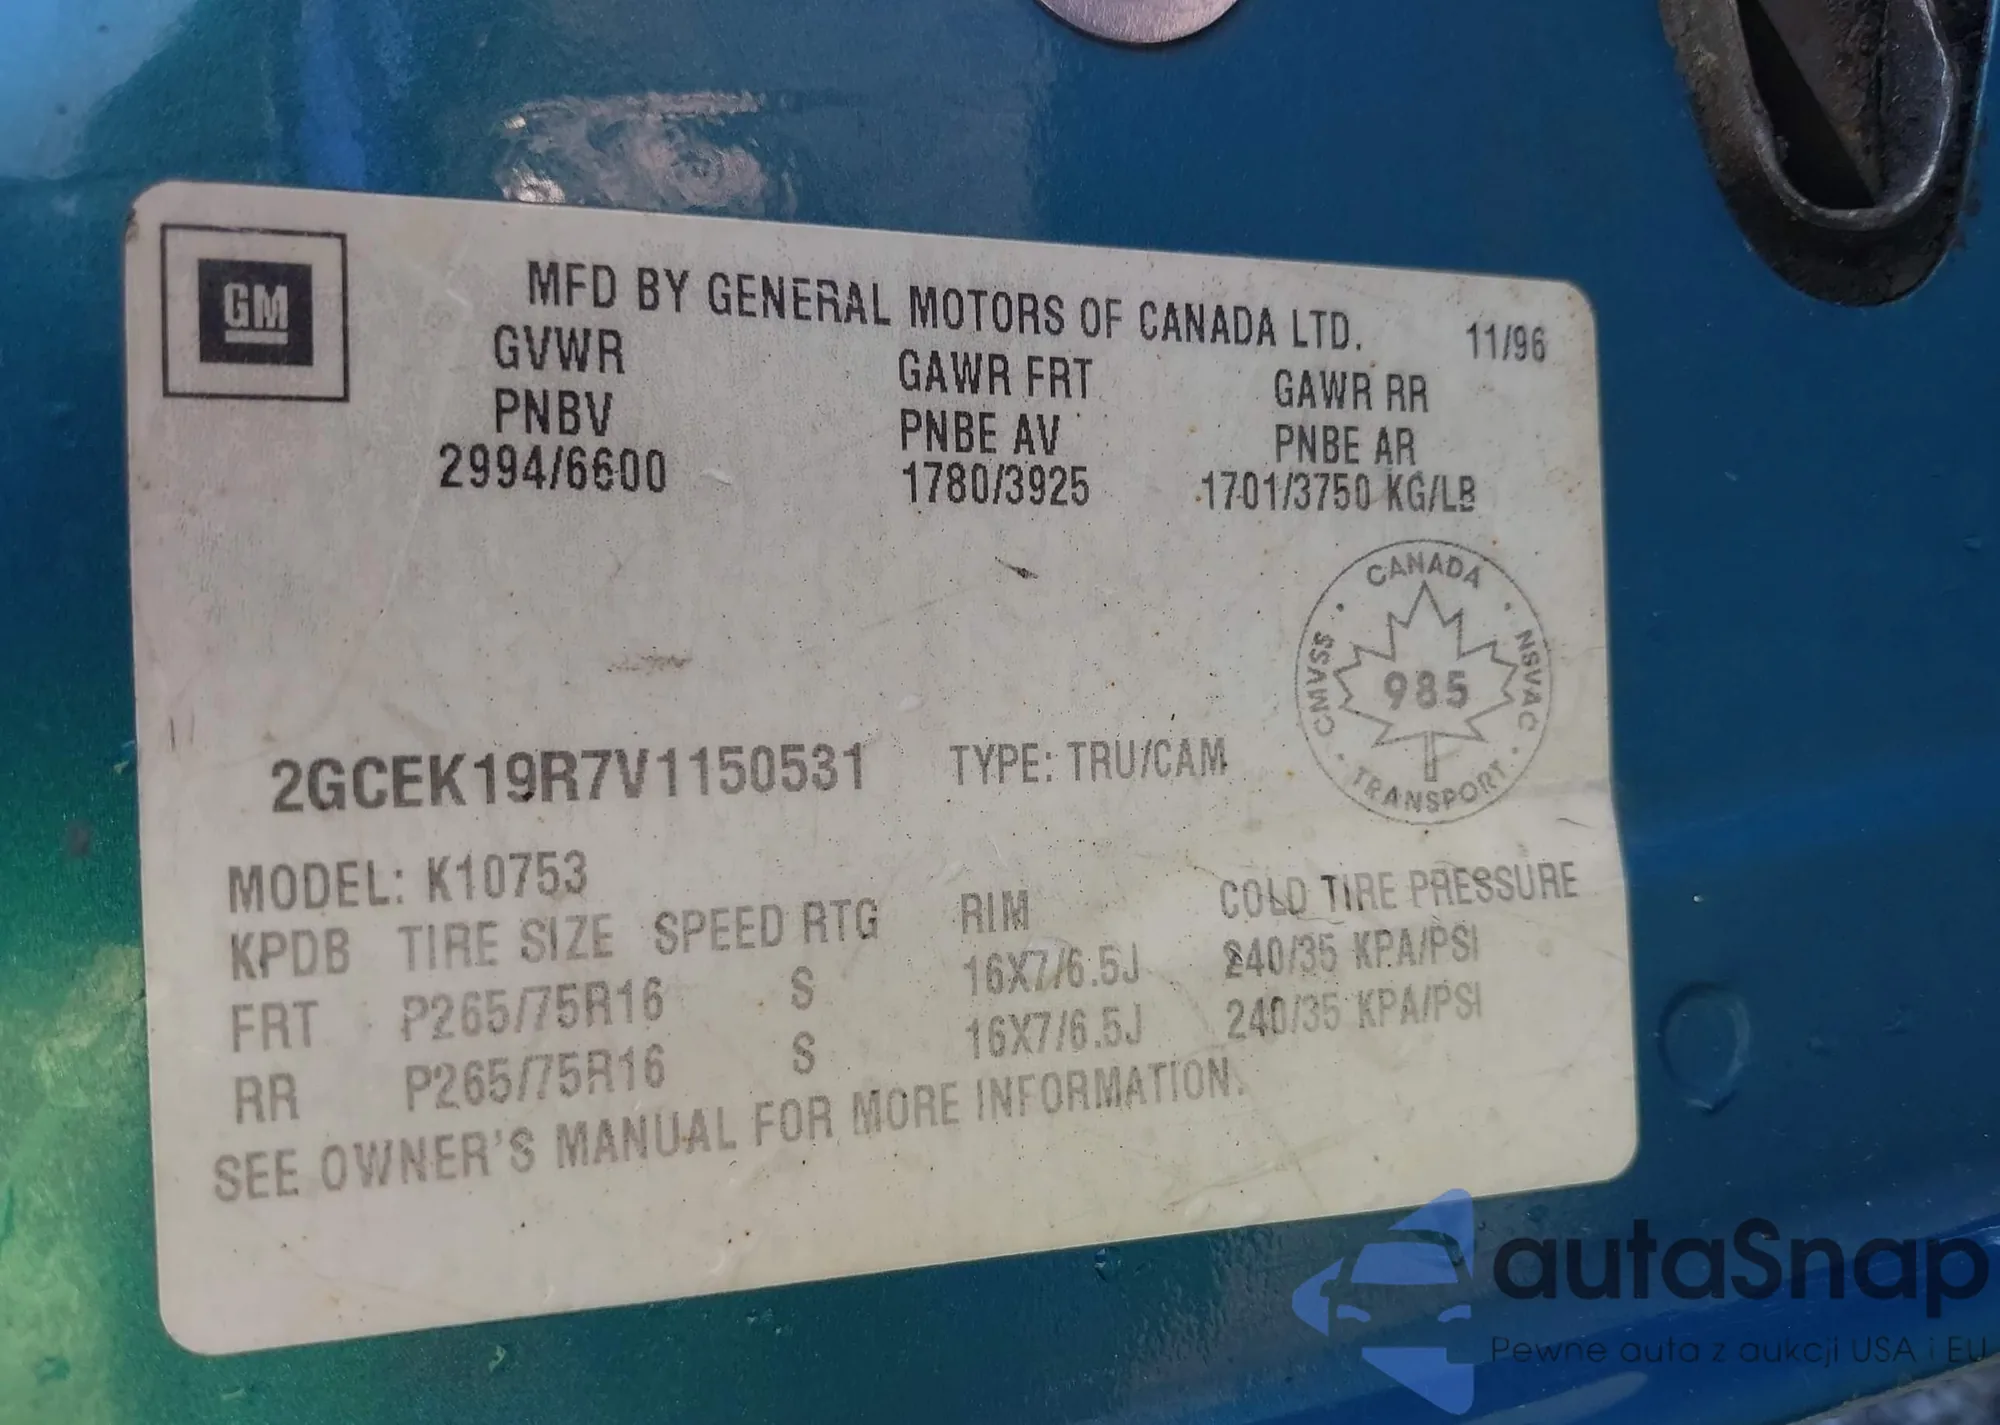 GM
MFD BY GENERAL MOTORS OF CANADA LTD. 11/96
GVWR GAWR FRT GAWR RR
PNBV PNBE AV PNBE AR
2994/6600 1780/3925 1701/3750 KG/LB
CANADA
CMVSS · NSVAC
985
TRANSPORT
2GCEK19R7V1150531 TYPE: TRU/CAM
MODEL: K10753
KPDB TIRE SIZE SPEED RTG RIM COLD TIRE PRESSURE
FRT P265/75R16 S 16X7/6.5J 240/35 KPA/PSI
RR P265/75R16 S 16X7/6.5J 240/35 KPA/PSI
SEE OWNER'S MANUAL FOR MORE INFORMATION.
autaSnap
Pewne auta z aukcji USA i EU